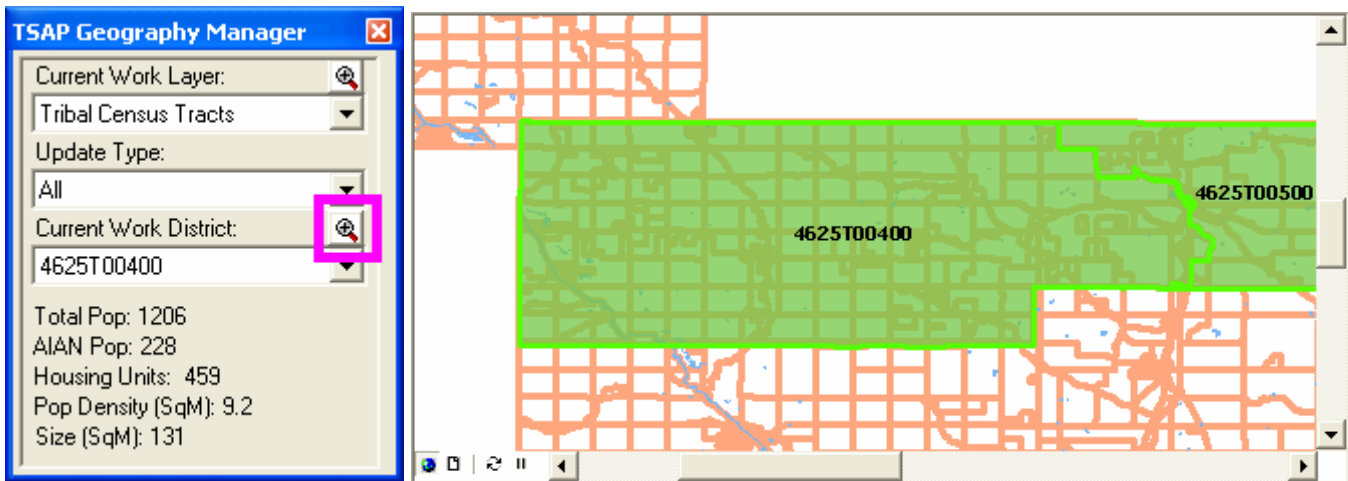 TSAP Geography Manager
Current Work Layer:
Tribal Census Tracts
Update Type:
All
Current Work District:
4625T00400
Total Pop: 1206
AIAN Pop: 228
Housing Units: 459
Pop Density (SqM): 9.2
Size (SqM): 131
4625T00500
4625T00400